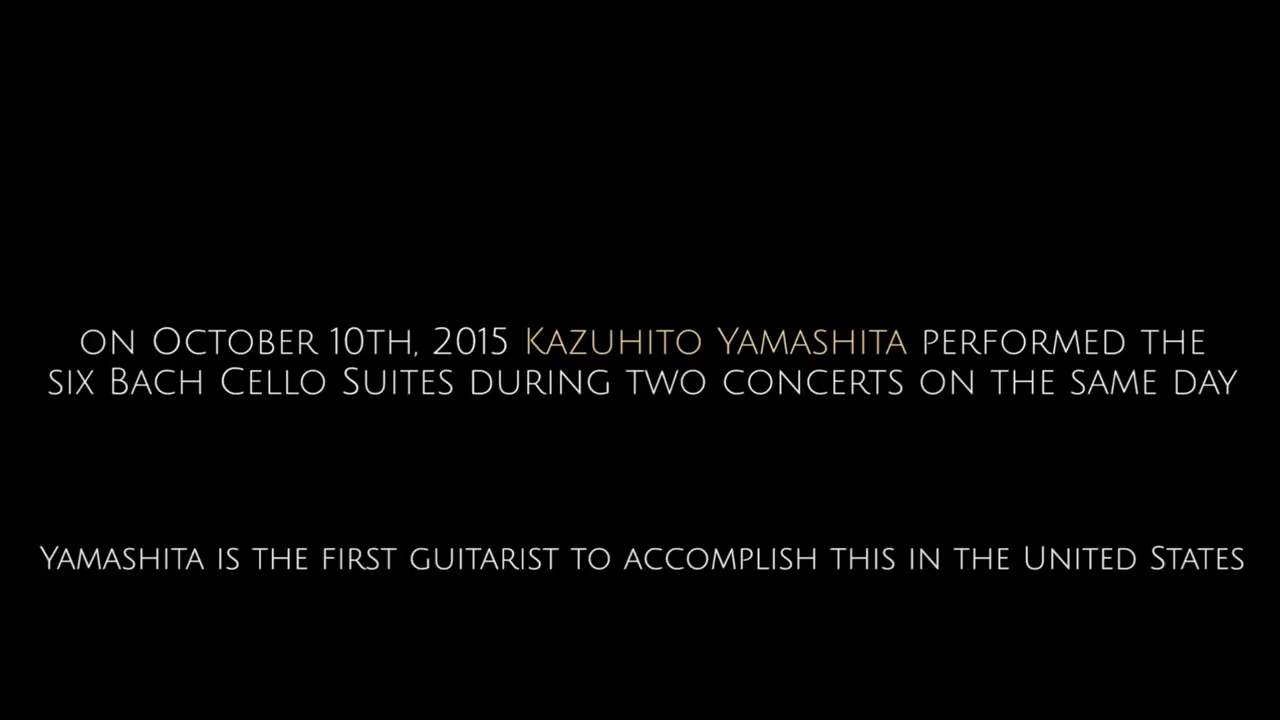 ON OCTOBER 10TH, 2015 KAZUHITO YAMASHITA PERFORMED THE
SIX BACH CELLO SUITES DURING TWO CONCERTS ON THE SAME DAY
YAMASHITA IS THE FIRST GUITARIST TO ACCOMPLISH THIS IN THE UNITED STATES